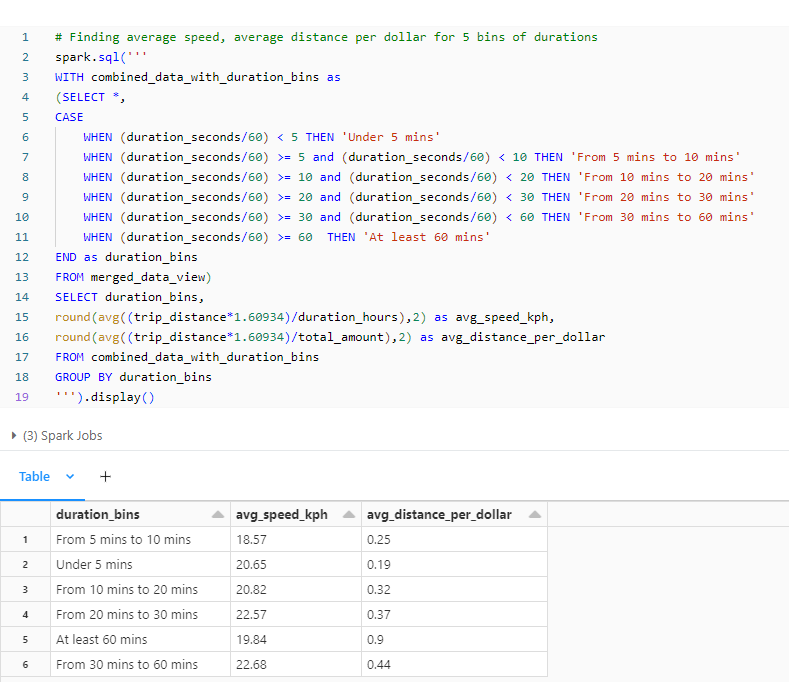 1 # Finding average speed, average distance per dollar for 5 bins of durations
2 spark.sql('''
3 WITH combined_data_with_duration_bins as
4 (SELECT *,
5 CASE
6 WHEN (duration_seconds/60) < 5 THEN 'Under 5 mins'
7 WHEN (duration_seconds/60) >= 5 and (duration_seconds/60) < 10 THEN 'From 5 mins to 10 mins'
8 WHEN (duration_seconds/60) >= 10 and (duration_seconds/60) < 20 THEN 'From 10 mins to 20 mins'
9 WHEN (duration_seconds/60) >= 20 and (duration_seconds/60) < 30 THEN 'From 20 mins to 30 mins'
10 WHEN (duration_seconds/60) >= 30 and (duration_seconds/60) < 60 THEN 'From 30 mins to 60 mins'
11 WHEN (duration_seconds/60) >= 60  THEN 'At least 60 mins'
12 END as duration_bins
13 FROM merged_data_view)
14 SELECT duration_bins,
15 round(avg((trip_distance*1.60934)/duration_hours),2) as avg_speed_kph,
16 round(avg((trip_distance*1.60934)/total_amount),2) as avg_distance_per_dollar
17 FROM combined_data_with_duration_bins
18 GROUP BY duration_bins
19 ''').display()
(3) Spark Jobs
Table +
duration_bins avg_speed_kph avg_distance_per_dollar
1 From 5 mins to 10 mins 18.57 0.25
2 Under 5 mins 20.65 0.19
3 From 10 mins to 20 mins 20.82 0.32
4 From 20 mins to 30 mins 22.57 0.37
5 At least 60 mins 19.84 0.9
6 From 30 mins to 60 mins 22.68 0.44